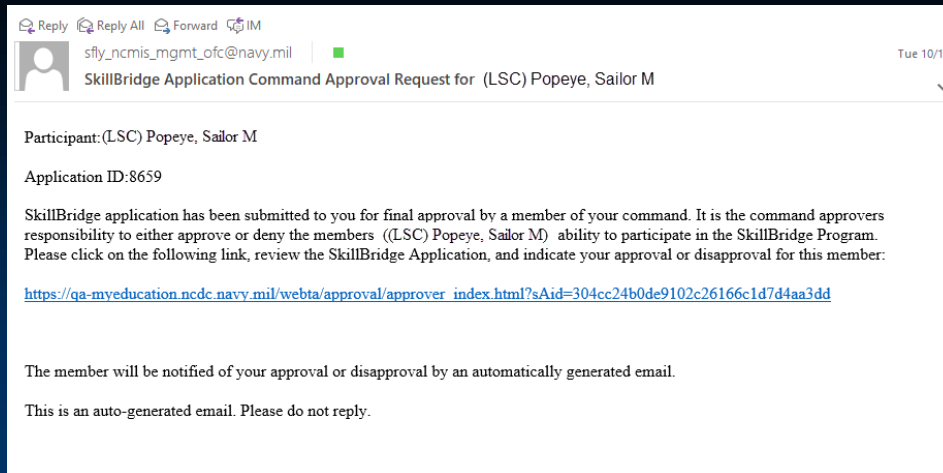 Reply Reply All Forward IM
sfly_ncmis_mgmt_ofc@navy.mil
Tue 10/1
SkillBridge Application Command Approval Request for (LSC) Popeye, Sailor M
Participant:(LSC) Popeye, Sailor M
Application ID:8659
SkillBridge application has been submitted to you for final approval by a member of your command. It is the command approvers
responsibility to either approve or deny the members ((LSC) Popeye, Sailor M) ability to participate in the SkillBridge Program.
Please click on the following link, review the SkillBridge Application, and indicate your approval or disapproval for this member:
https://qa-myeducation.ncdc.navy.mil/webta/approval/approver_index.html?sAid=304cc24b0de9102c26166c1d7d4aa3dd
The member will be notified of your approval or disapproval by an automatically generated email.
This is an auto-generated email. Please do not reply.